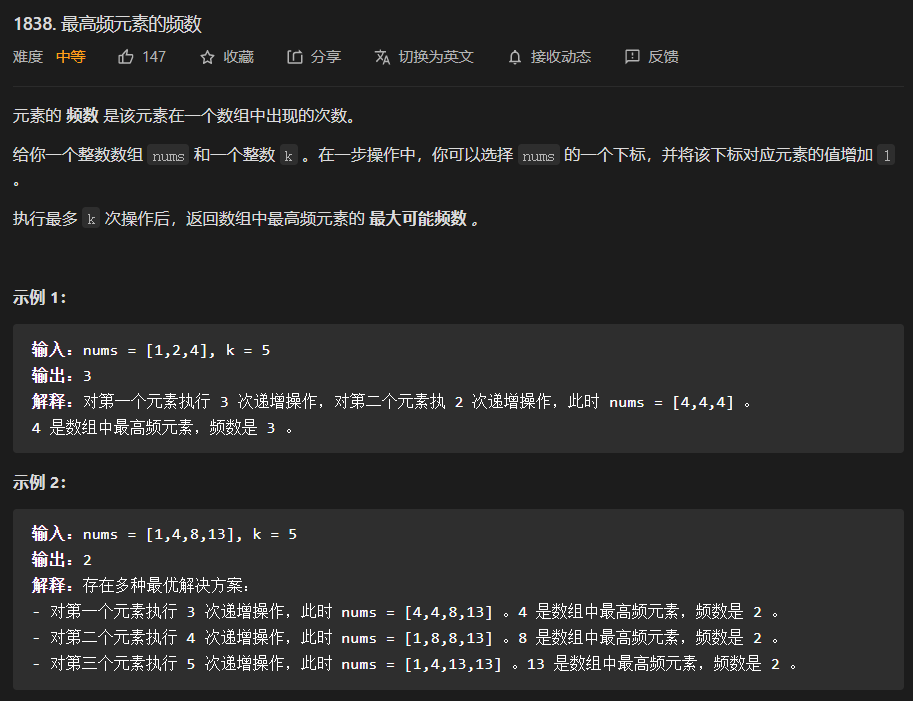 1838. 最高频元素的频数
难度 中等 147 收藏 分享 切换为英文 接收动态 反馈
元素的 频数 是该元素在一个数组中出现的次数。
给你一个整数数组 nums 和一个整数 k 。在一步操作中，你可以选择 nums 的一个下标，并将该下标对应元素的值增加 1
。
执行最多 k 次操作后，返回数组中最高频元素的 最大可能频数 。
示例 1：
输入：nums = [1,2,4], k = 5
输出：3
解释：对第一个元素执行 3 次递增操作，对第二个元素执 2 次递增操作，此时 nums = [4,4,4] 。
4 是数组中最高频元素，频数是 3 。
示例 2：
输入：nums = [1,4,8,13], k = 5
输出：2
解释：存在多种最优解决方案：
- 对第一个元素执行 3 次递增操作，此时 nums = [4,4,8,13] 。4 是数组中最高频元素，频数是 2 。
- 对第二个元素执行 4 次递增操作，此时 nums = [1,8,8,13] 。8 是数组中最高频元素，频数是 2 。
- 对第三个元素执行 5 次递增操作，此时 nums = [1,4,13,13] 。13 是数组中最高频元素，频数是 2 。